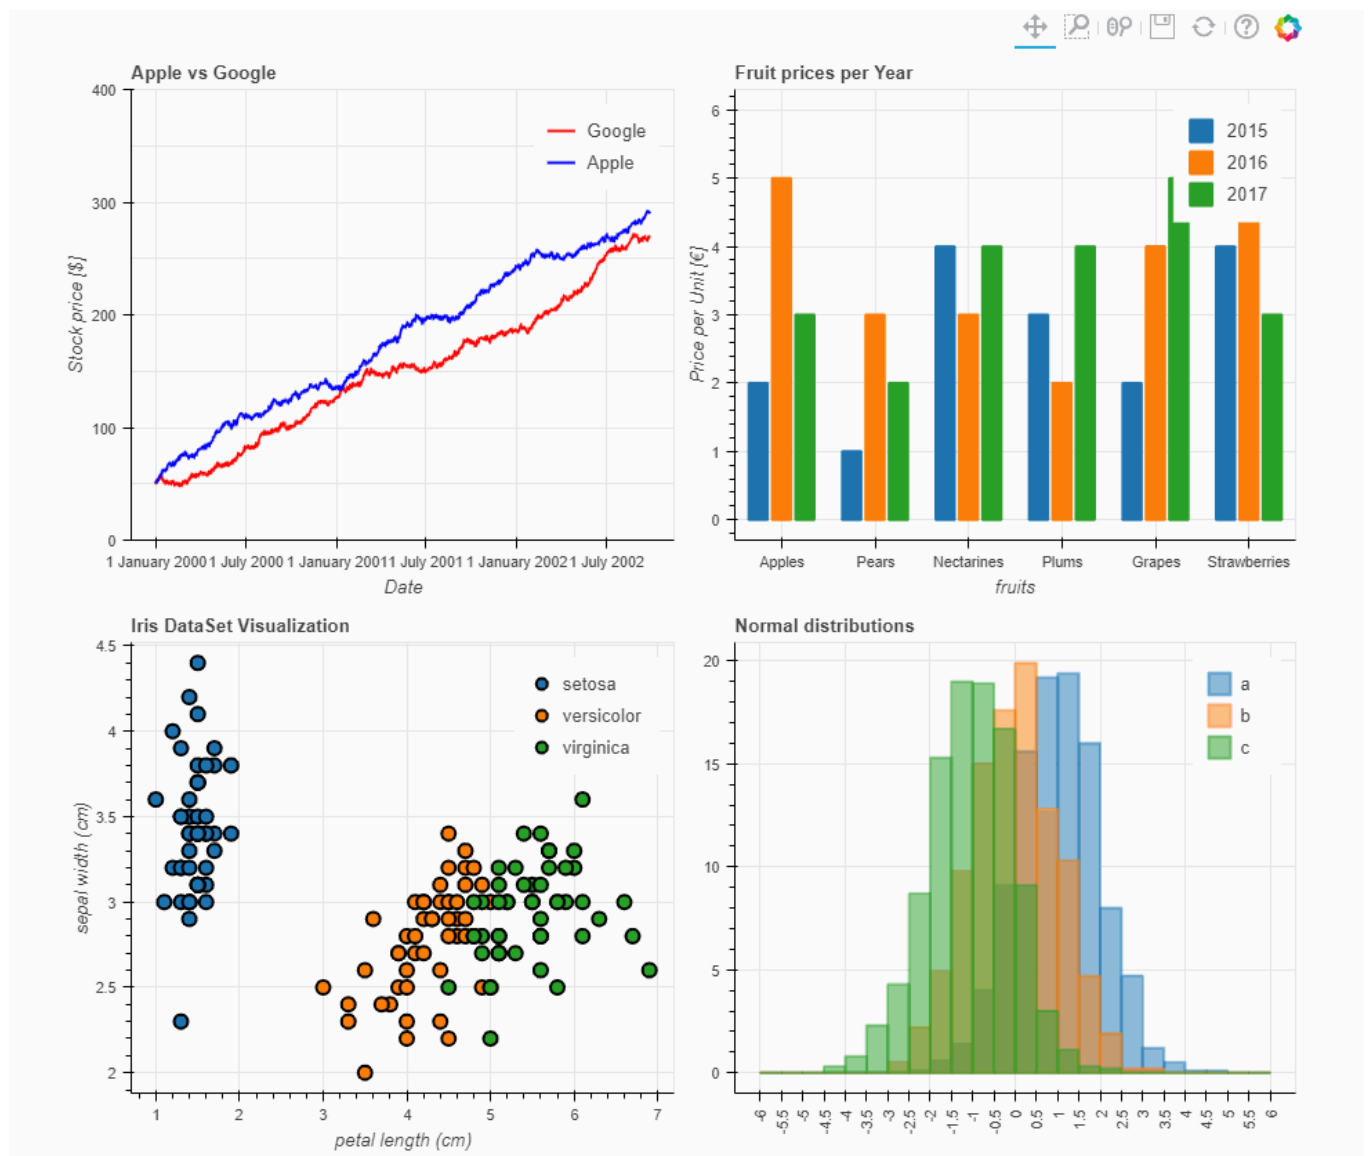 Apple vs Google
400
300
200
100
0
Stock price [$]
Google
Apple
1 January 2000 1 July 2000 1 January 2001 1 July 2001 1 January 2002 1 July 2002
Date
Fruit prices per Year
6
5
4
3
2
1
0
Price per Unit [€]
2015
2016
2017
Apples Pears Nectarines Plums Grapes Strawberries
fruits
Iris DataSet Visualization
4.5
4
3.5
3
2.5
2
sepal width (cm)
setosa
versicolor
virginica
1 2 3 4 5 6 7
petal length (cm)
Normal distributions
20
15
10
5
0
a
b
c
-6 -5.5 -5 -4.5 -4 -3.5 -3 -2.5 -2 -1.5 -1 -0.5 0 0.5 1 1.5 2 2.5 3 3.5 4 4.5 5 5.5 6